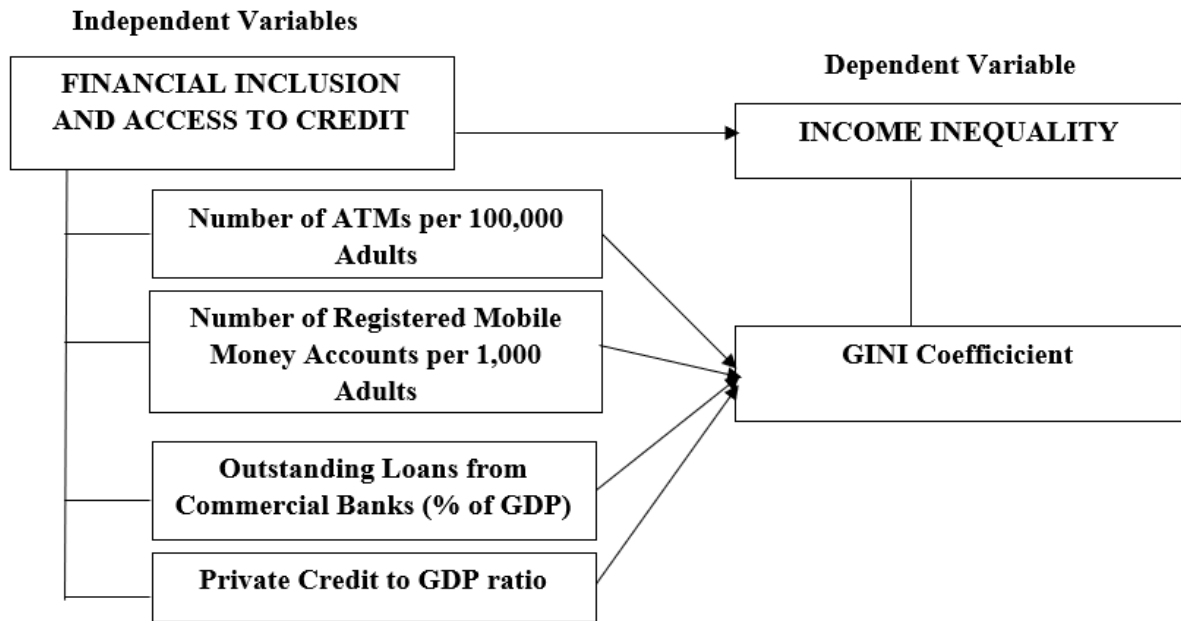 Independent Variables
FINANCIAL INCLUSION
AND ACCESS TO CREDIT
Dependent Variable
INCOME INEQUALITY
Number of ATMs per 100,000
Adults
Number of Registered Mobile
Money Accounts per 1,000
Adults
GINI Coefficicient
Outstanding Loans from
Commercial Banks (% of GDP)
Private Credit to GDP ratio